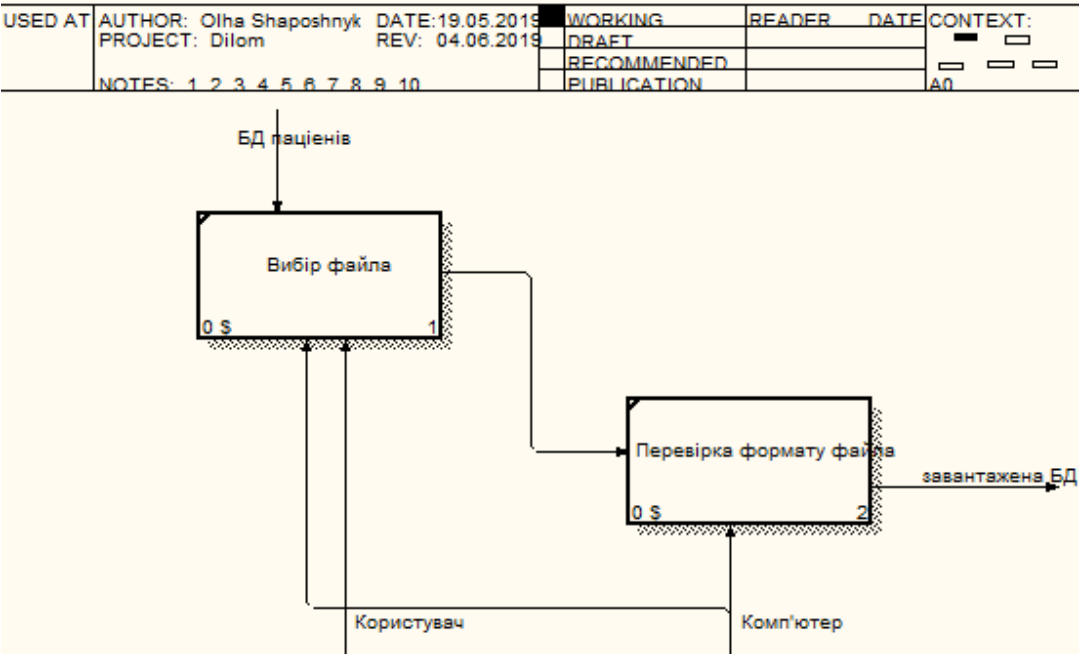 USED AT AUTHOR: Olha Shaposhnyk DATE:19.05.2019 WORKING READER DATE CONTEXT:
PROJECT: Dilom REV: 04.06.2019 DRAFT
RECOMMENDED
NOTES: 1 2 3 4 5 6 7 8 9 10 PUBLICATION A0
БД паціенів
Вибір файла
0 $ 1
Перевірка формату файла
завантажена БД
0 $ 2
Користувач Комп'ютер